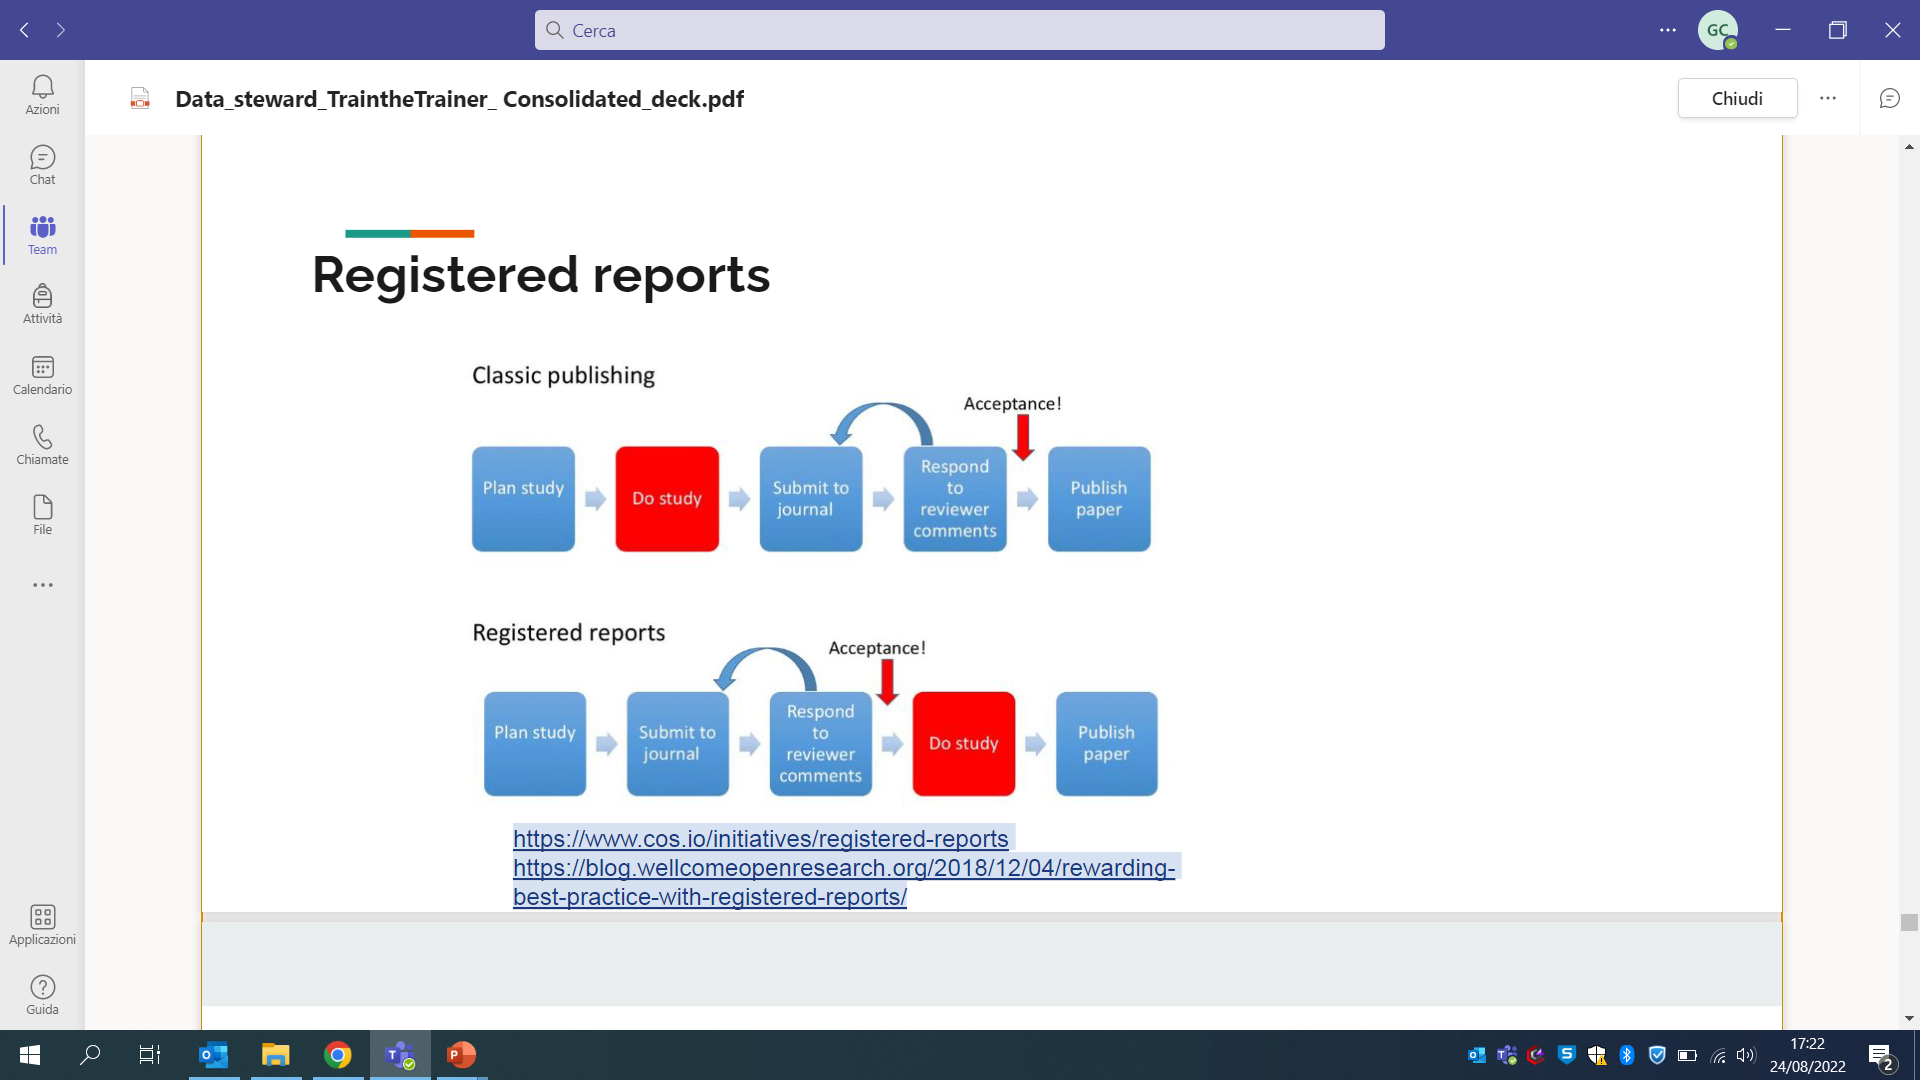 Cerca
GC
Azioni
Chat
Team
Attività
Calendario
Chiamate
File
Applicazioni
Guida
Data_steward_TraintheTrainer_ Consolidated_deck.pdf
Chiudi
Registered reports
Classic publishing
Acceptance!
Plan study
Do study
Submit to
journal
Respond
to
reviewer
comments
Publish
paper
Registered reports
Acceptance!
Plan study
Submit to
journal
Respond
to
reviewer
comments
Do study
Publish
paper
https://www.cos.io/initiatives/registered-reports
https://blog.wellcomeopenresearch.org/2018/12/04/rewarding-
best-practice-with-registered-reports/
17:22
24/08/2022
2